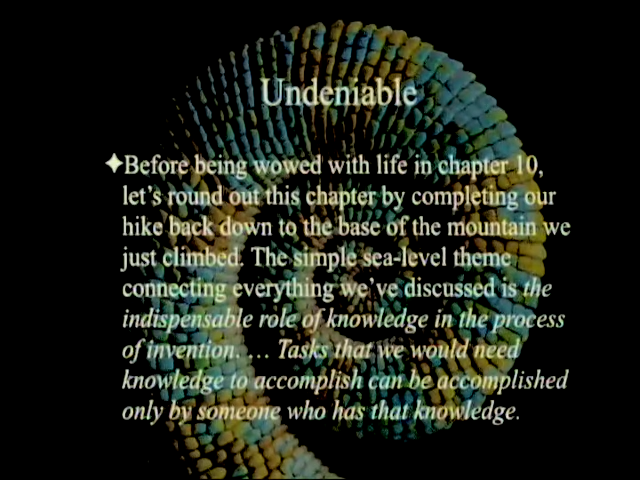 Undeniable
✦Before being wowed with life in chapter 10,
let's round out this chapter by completing our
hike back down to the base of the mountain we
just climbed. The simple sea-level theme
connecting everything we've discussed is the
indispensable role of knowledge in the process
of invention. … Tasks that we would need
knowledge to accomplish can be accomplished
only by someone who has that knowledge.